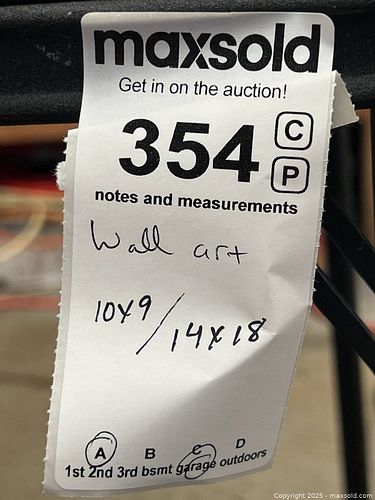 maxsold
Get in on the auction!
354
C
P
notes and measurements
Wall art
10x9/14x18
A B C D
1st 2nd 3rd bsmt garage outdoors
Copyright 2025 - maxsold.com